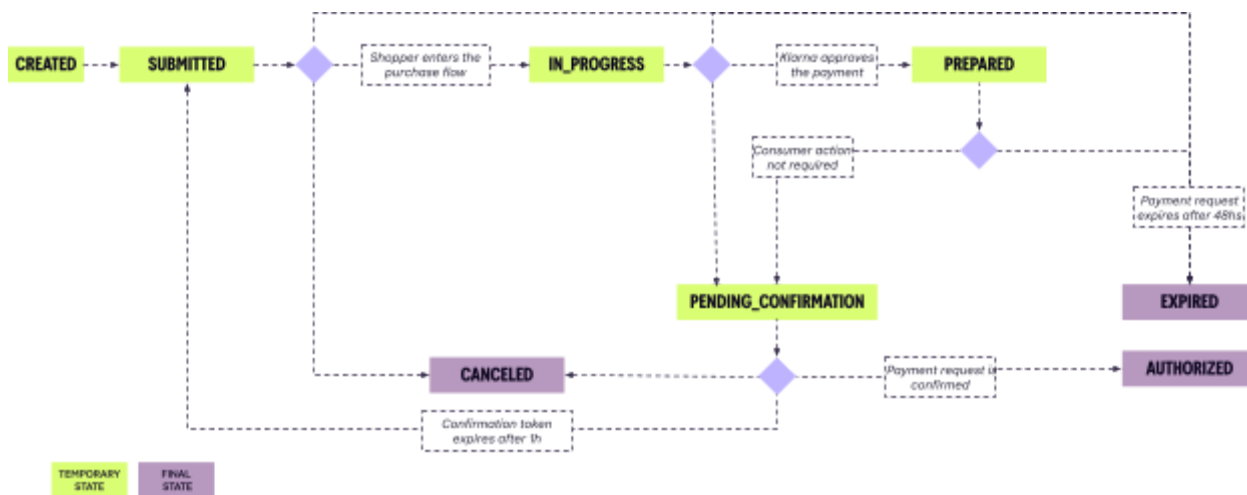 CREATED
SUBMITTED
Shopper enters the
purchase flow
IN_PROGRESS
Klarna approves
the payment
PREPARED
Consumer action
not required
Payment request
expires after 48hs
PENDING_CONFIRMATION
EXPIRED
CANCELED
Payment request is
confirmed
AUTHORIZED
Confirmation token
expires after 1h
TEMPORARY
STATE
FINAL
STATE